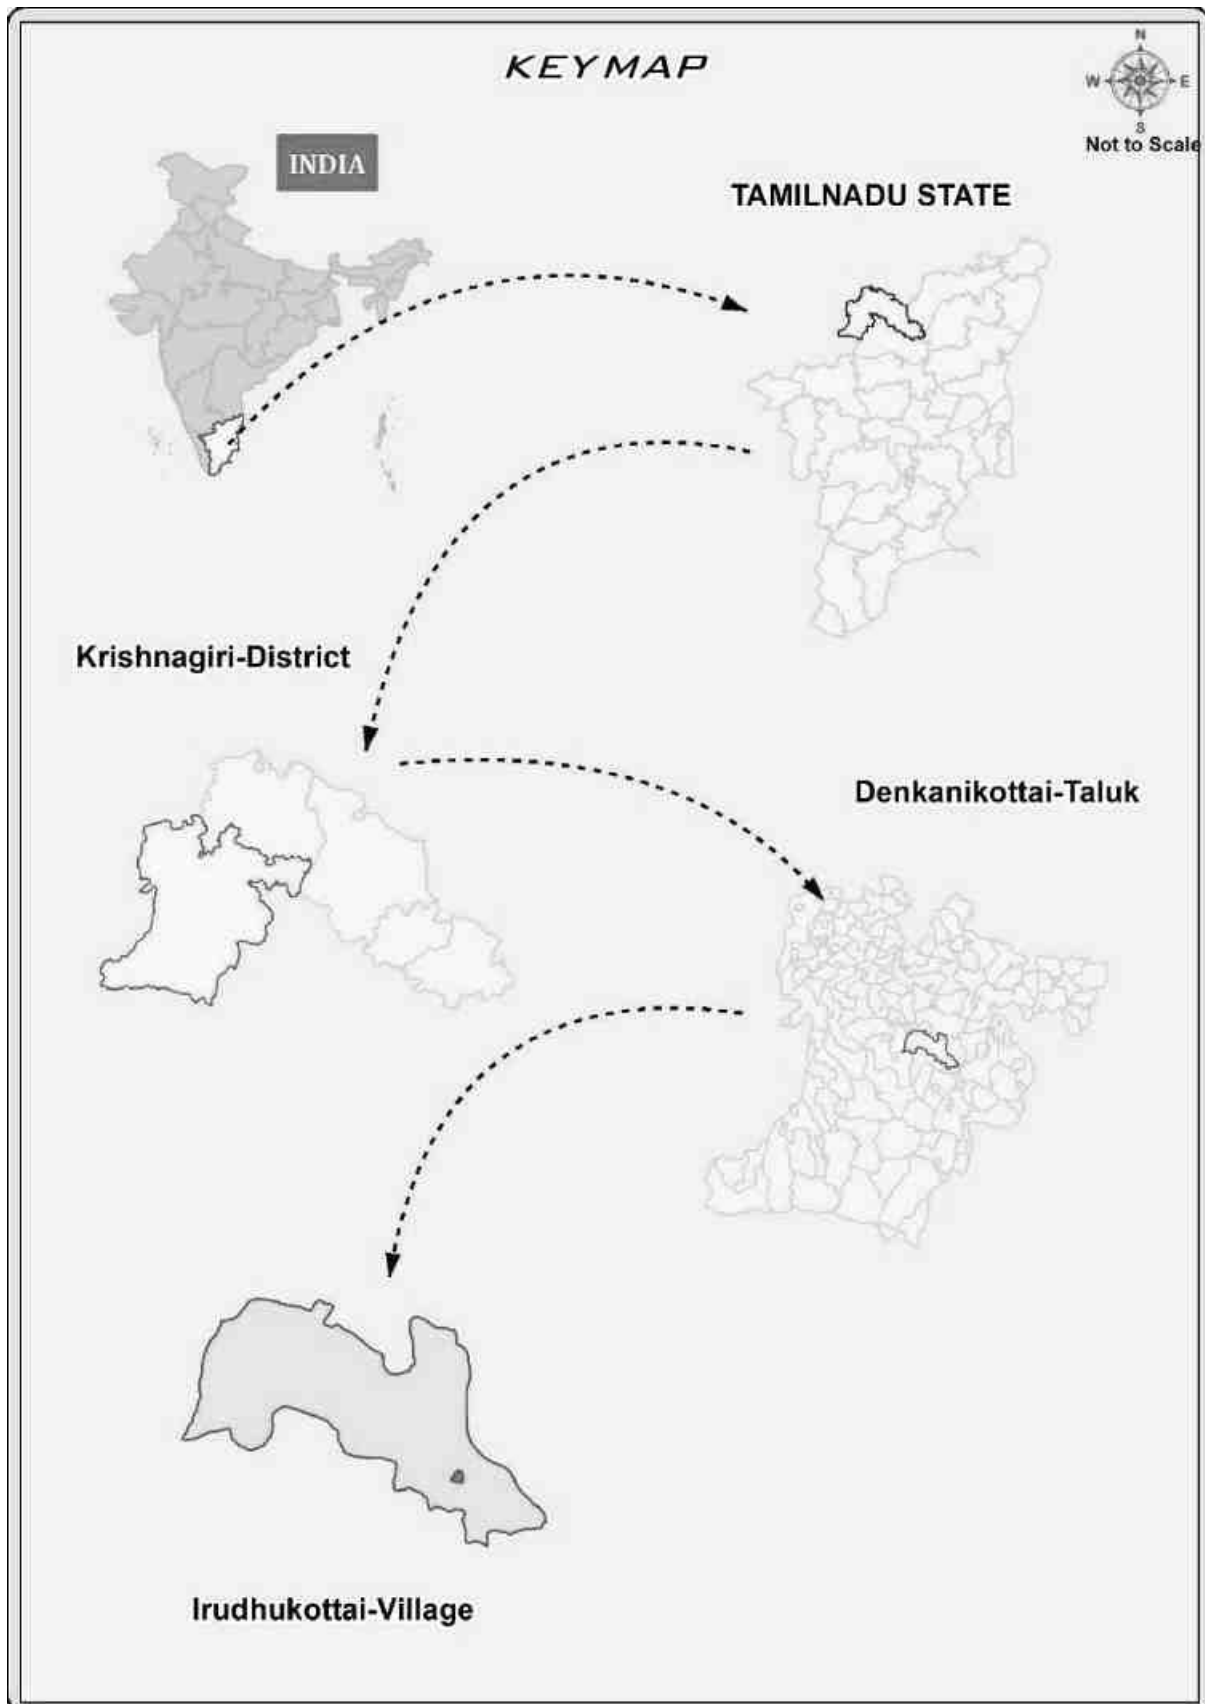 KEYMAP
N
W E
S
Not to Scale
INDIA
TAMILNADU STATE
Krishnagiri-District
Denkanikottai-Taluk
Irudhukottai-Village